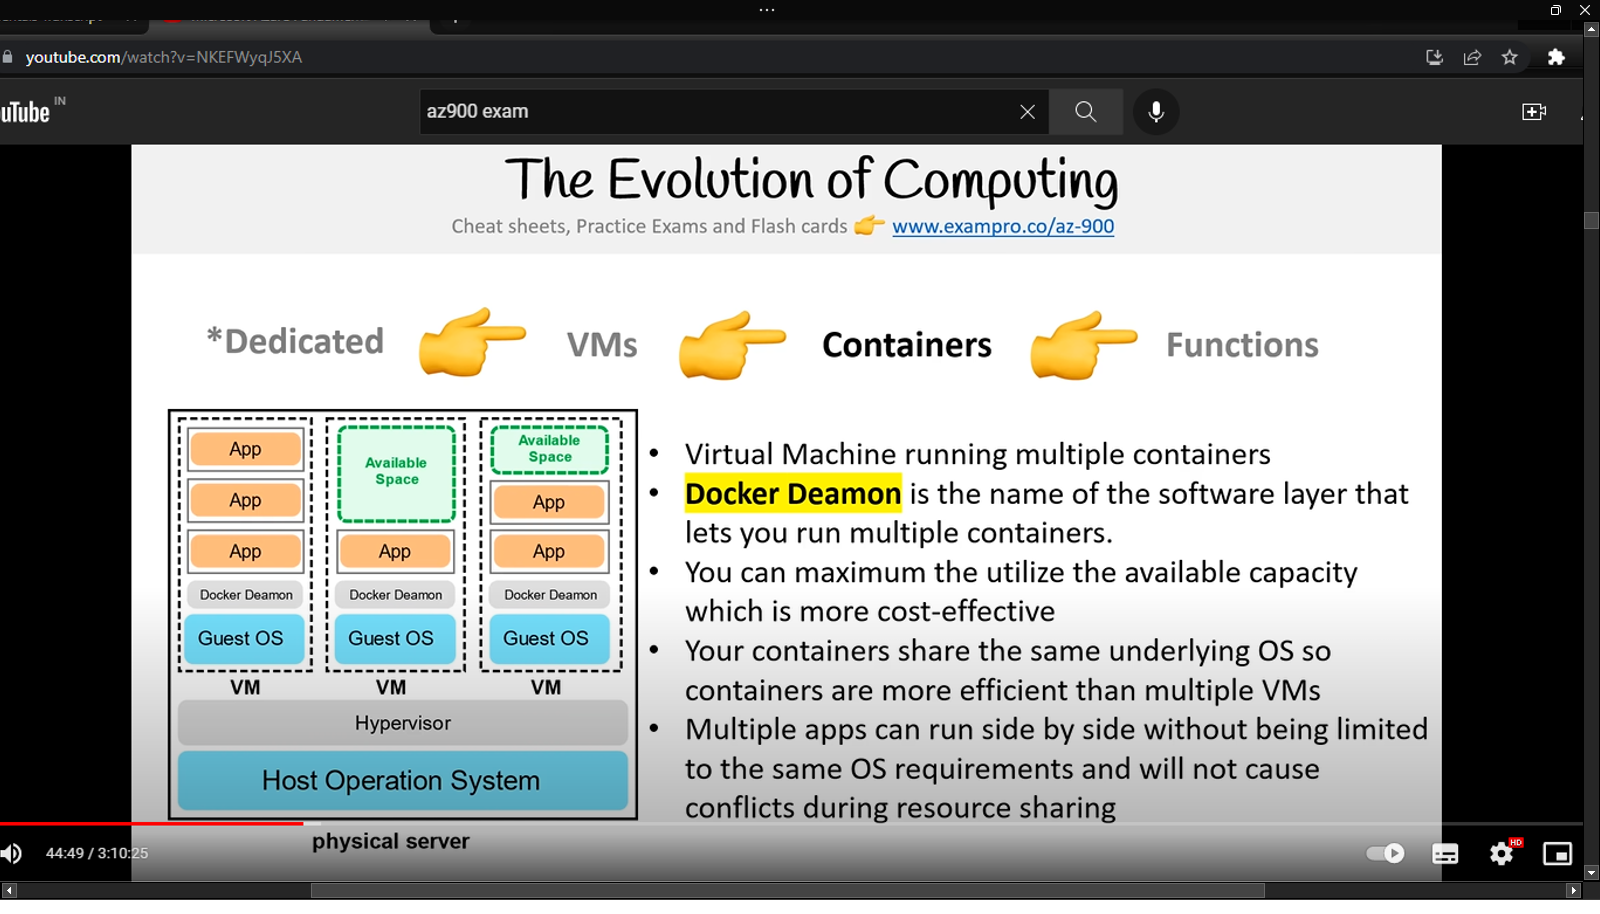 youtube.com/watch?v=NKEFWyqJ5XA
uTube IN
az900 exam
The Evolution of Computing
Cheat sheets, Practice Exams and Flash cards 👉 www.exampro.co/az-900
*Dedicated 👉 VMs 👉 Containers 👉 Functions
App
App
App
Docker Deamon
Guest OS
VM
Available
Space
App
Docker Deamon
Guest OS
VM
Available
Space
App
App
Docker Deamon
Guest OS
VM
Hypervisor
Host Operation System
physical server
• Virtual Machine running multiple containers
• Docker Deamon is the name of the software layer that
lets you run multiple containers.
• You can maximum the utilize the available capacity
which is more cost-effective
• Your containers share the same underlying OS so
containers are more efficient than multiple VMs
• Multiple apps can run side by side without being limited
to the same OS requirements and will not cause
conflicts during resource sharing
44:49 / 3:10:25
HD